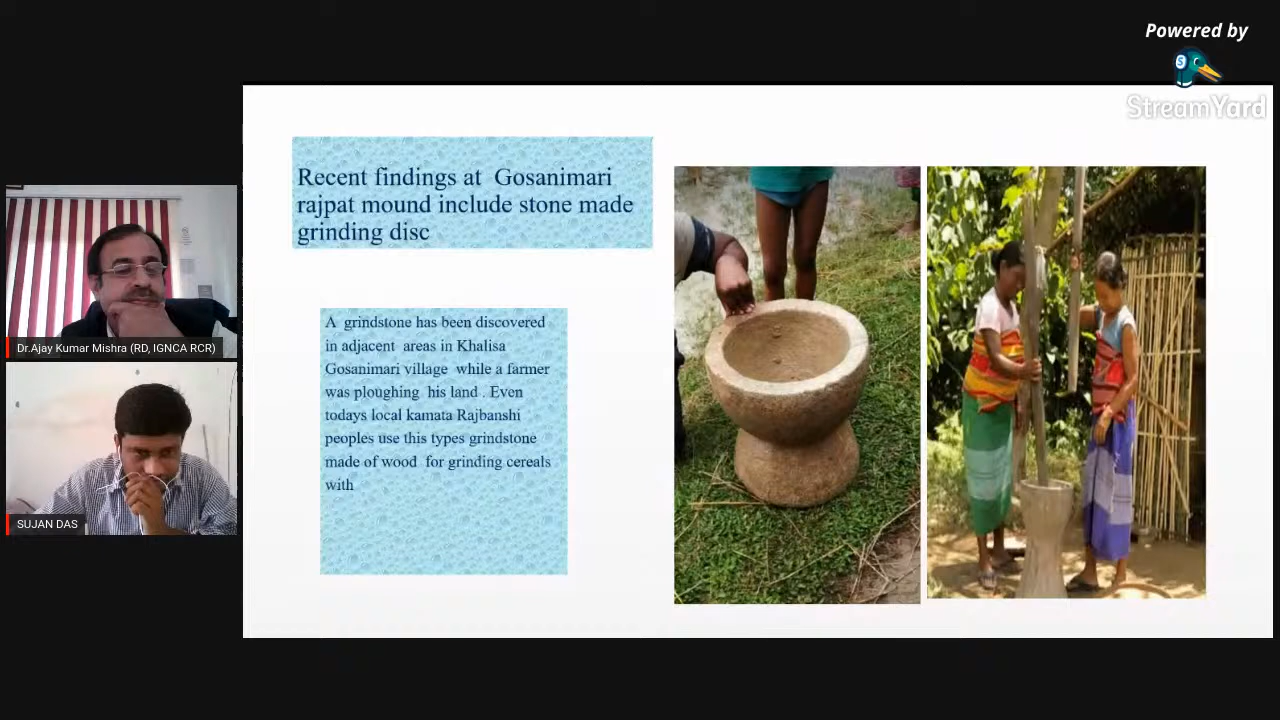 Powered by
StreamYard
Recent findings at Gosanimari
rajpat mound include stone made
grinding disc
A grindstone has been discovered
in adjacent areas in Khalisa
Gosanimari village while a farmer
was ploughing his land . Even
todays local kamata Rajbanshi
peoples use this types grindstone
made of wood for grinding cereals
with
Dr.Ajay Kumar Mishra (RD, IGNCA RCR)
SUJAN DAS